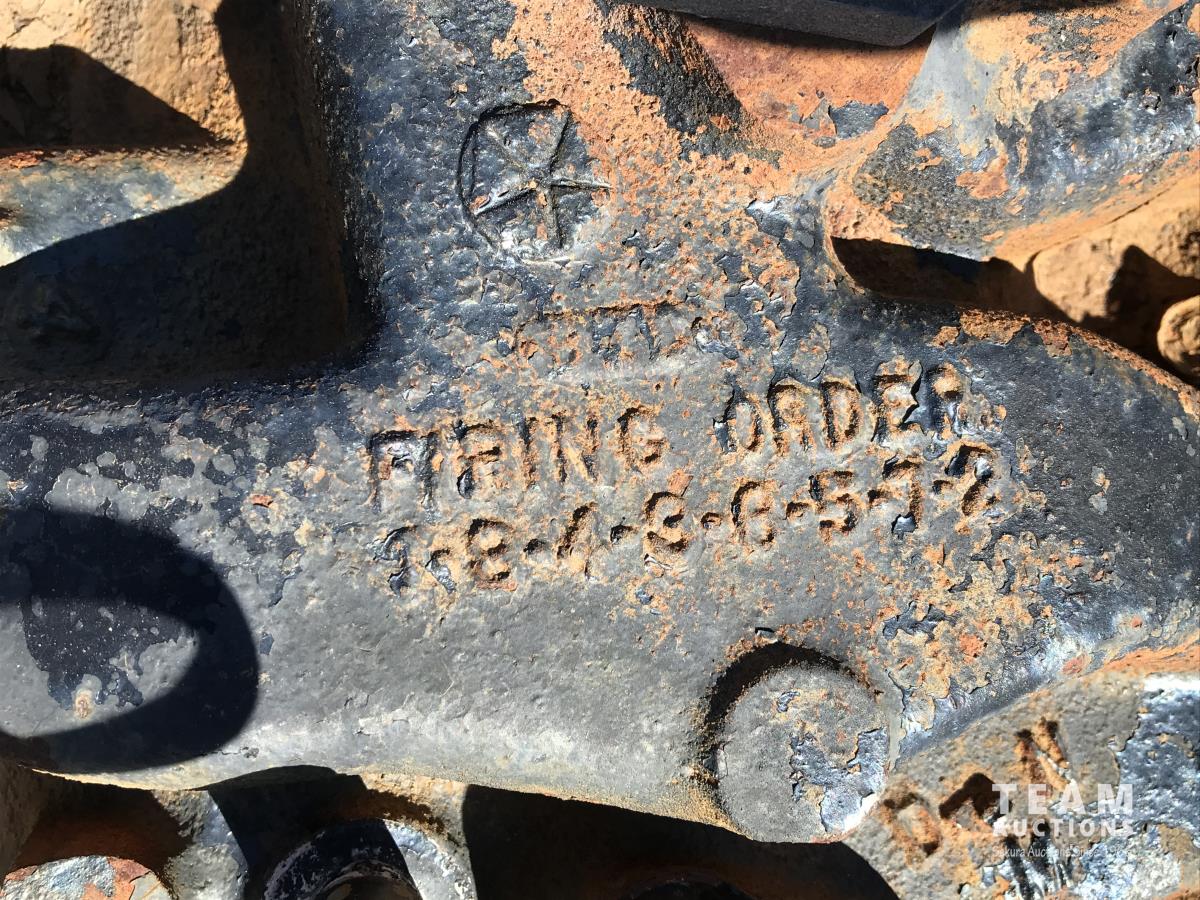 FIRING ORDER
1-8-4-3-6-5-7-2
TEAM
AUCTIONS